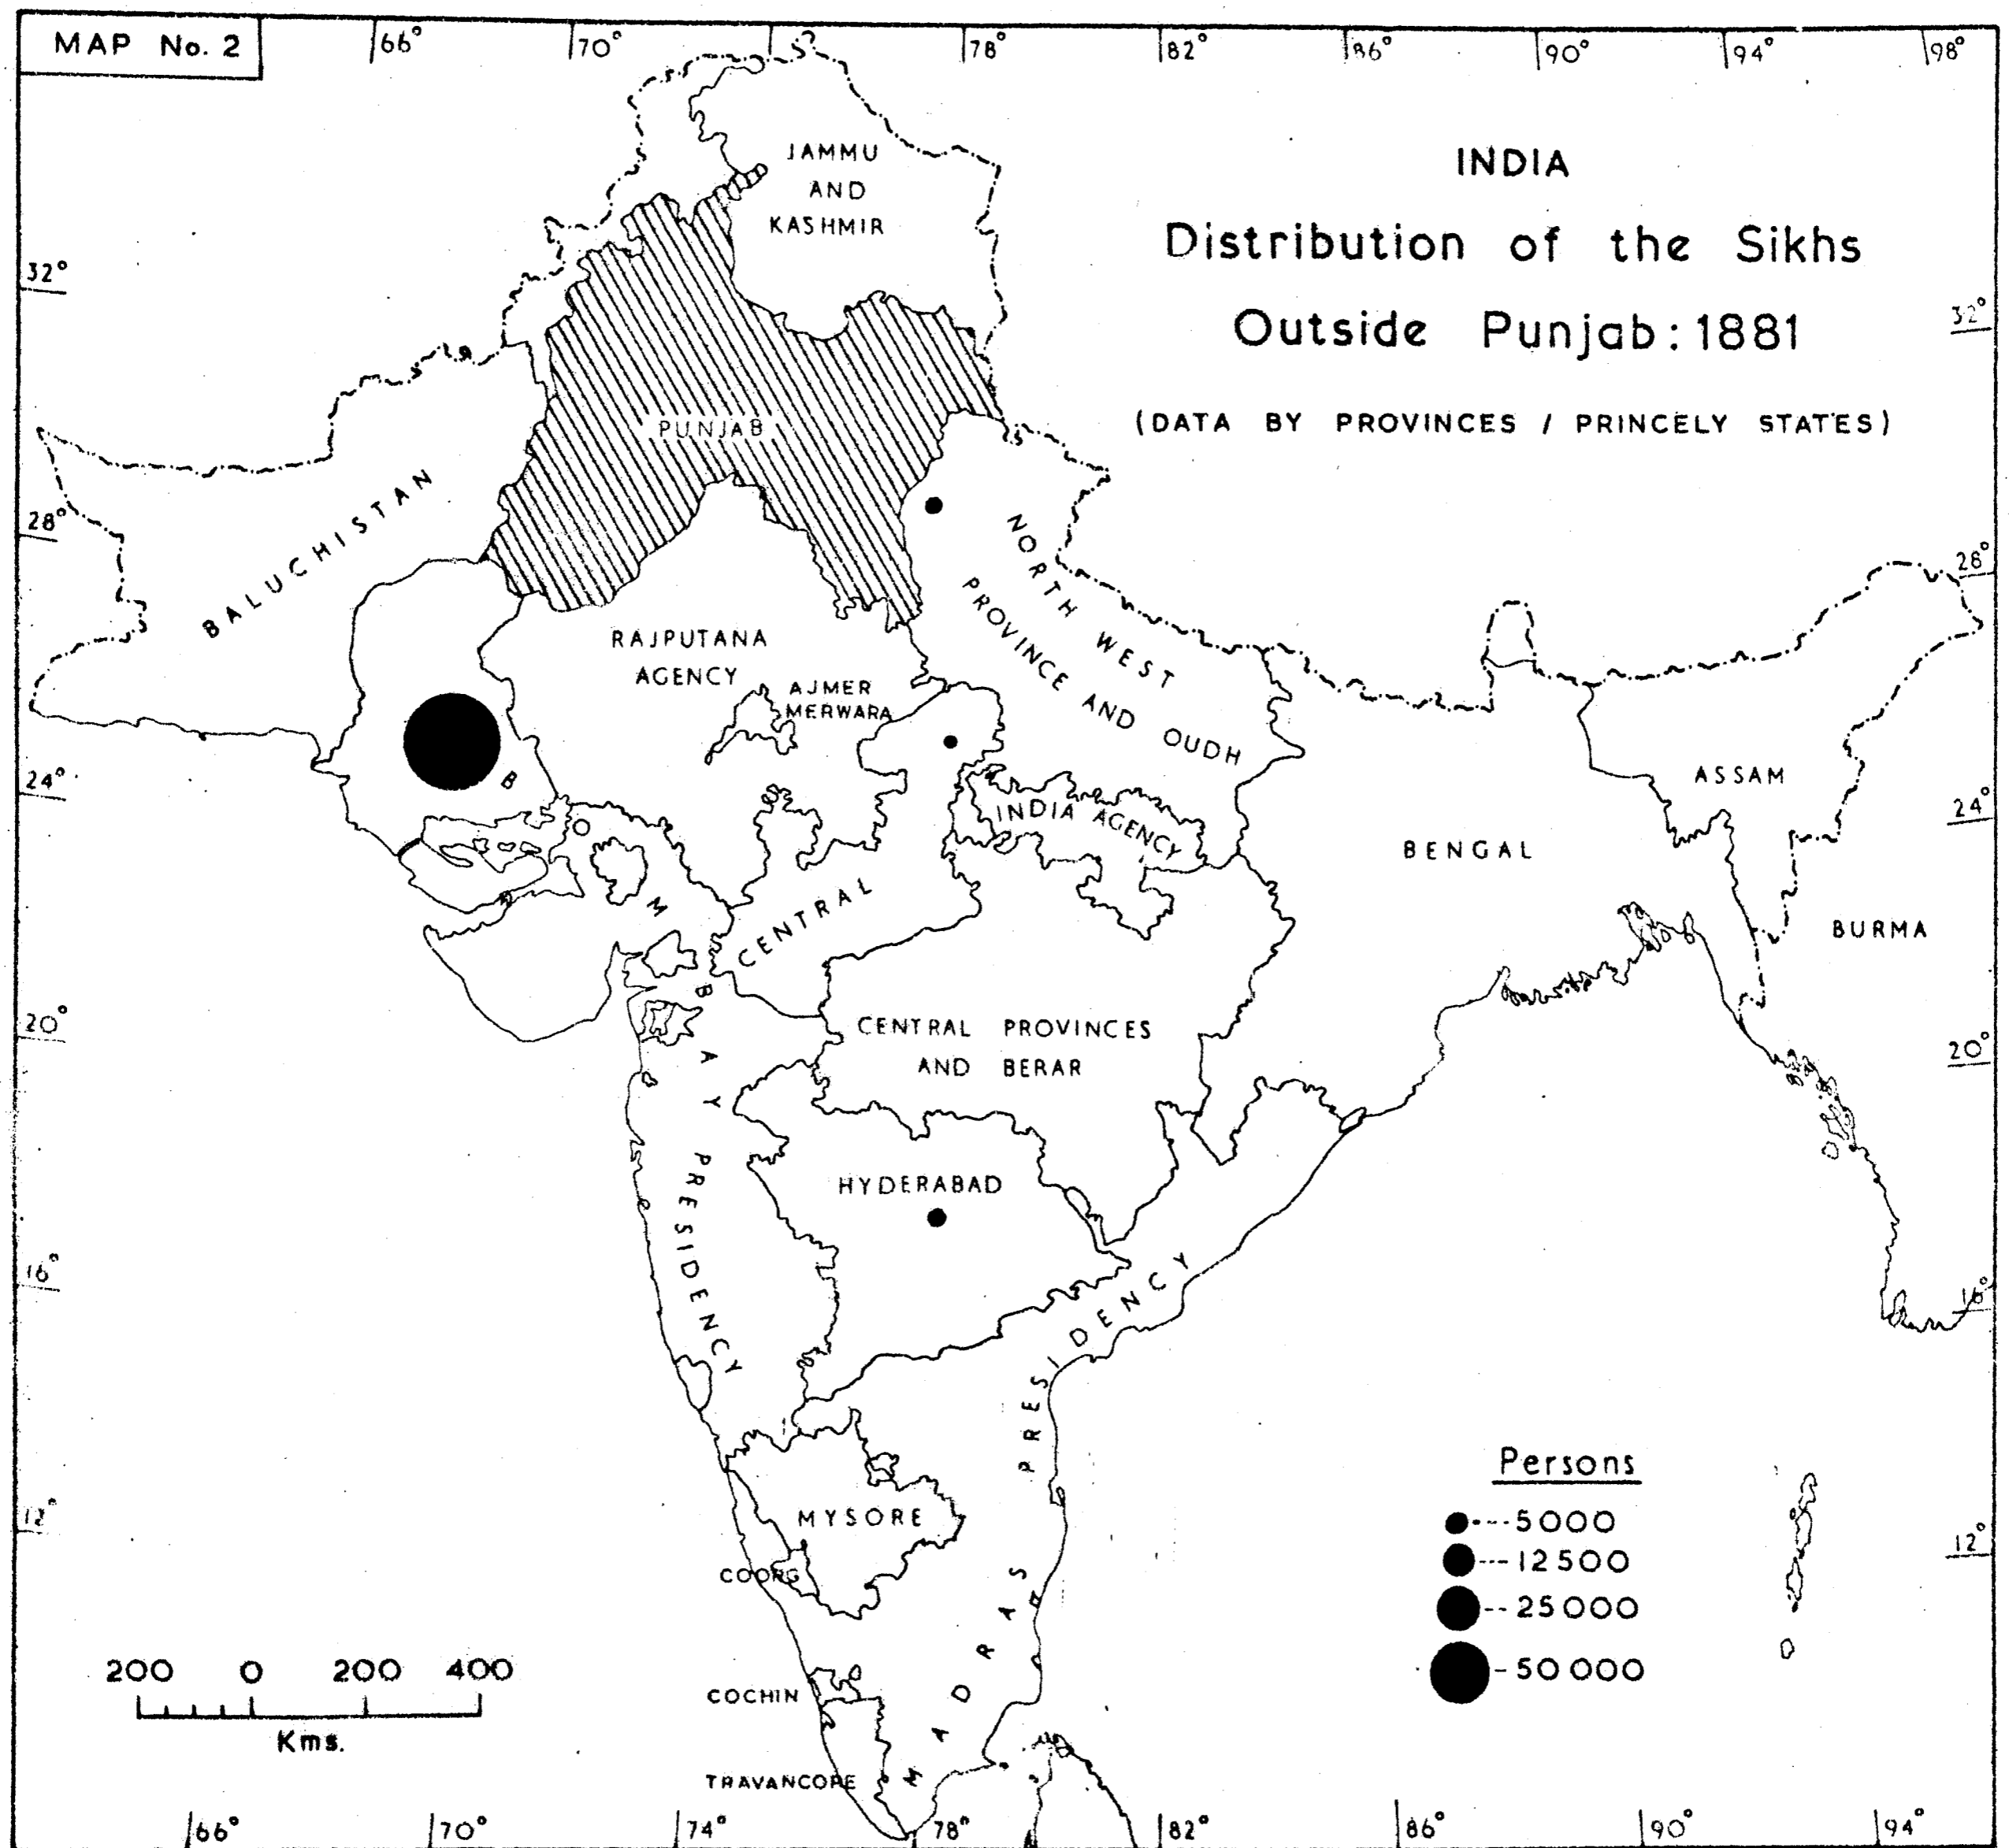 MAP No. 2
66° 70° 78° 82° 86° 90° 94° 98°
INDIA
Distribution of the Sikhs
Outside Punjab: 1881
(DATA BY PROVINCES / PRINCELY STATES)
JAMMU
AND
KASHMIR
32° 32°
PUNJAB
BALUCHISTAN
28° 28°
NORTH WEST
PROVINCE AND OUDH
RAJPUTANA
AGENCY
AJMER
MERWARA
24° 24°
ASSAM
CENTRAL INDIA AGENCY
BENGAL
BURMA
BOMBAY PRESIDENCY
20° 20°
CENTRAL PROVINCES
AND BERAR
HYDERABAD
16° 16°
MADRAS PRESIDENCY
MYSORE
12° 12°
COORG
COCHIN
TRAVANCORE
Persons
5000
12500
25000
50000
200 0 200 400
Kms.
66° 70° 74° 78° 82° 86° 90° 94°